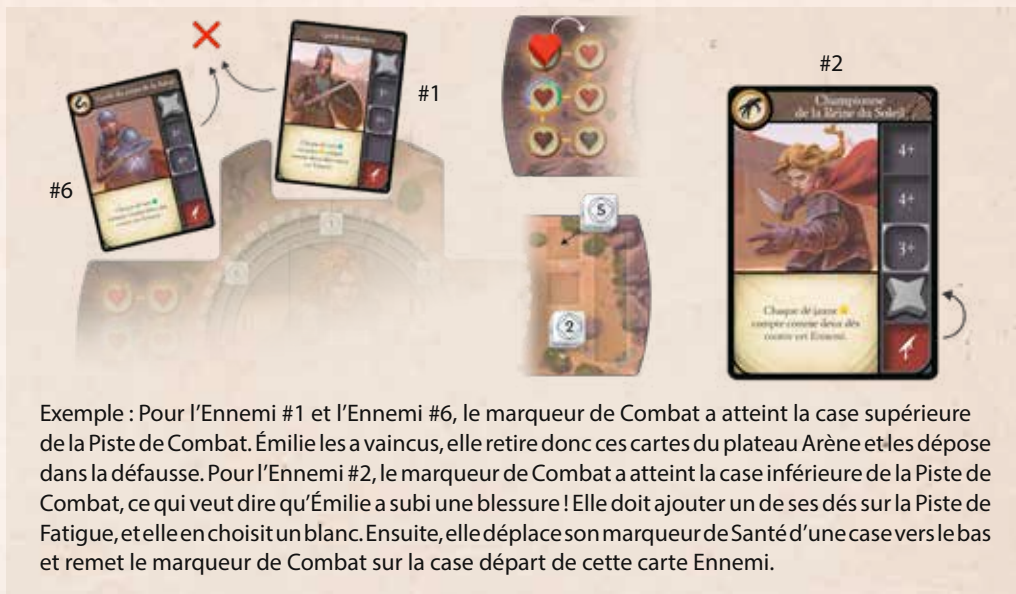 #1
#2
#6
5
2
Championne
de la Reine du Soleil
4+
4+
3+
Chaque dé jaune
compte comme deux dés
contre cet Ennemi.
Exemple : Pour l’Ennemi #1 et l’Ennemi #6, le marqueur de Combat a atteint la case supérieure
de la Piste de Combat. Émilie les a vaincus, elle retire donc ces cartes du plateau Arène et les dépose
dans la défausse. Pour l’Ennemi #2, le marqueur de Combat a atteint la case inférieure de la Piste de
Combat, ce qui veut dire qu’Émilie a subi une blessure ! Elle doit ajouter un de ses dés sur la Piste de
Fatigue, et elle en choisit un blanc. Ensuite, elle déplace son marqueur de Santé d’une case vers le bas
et remet le marqueur de Combat sur la case départ de cette carte Ennemi.